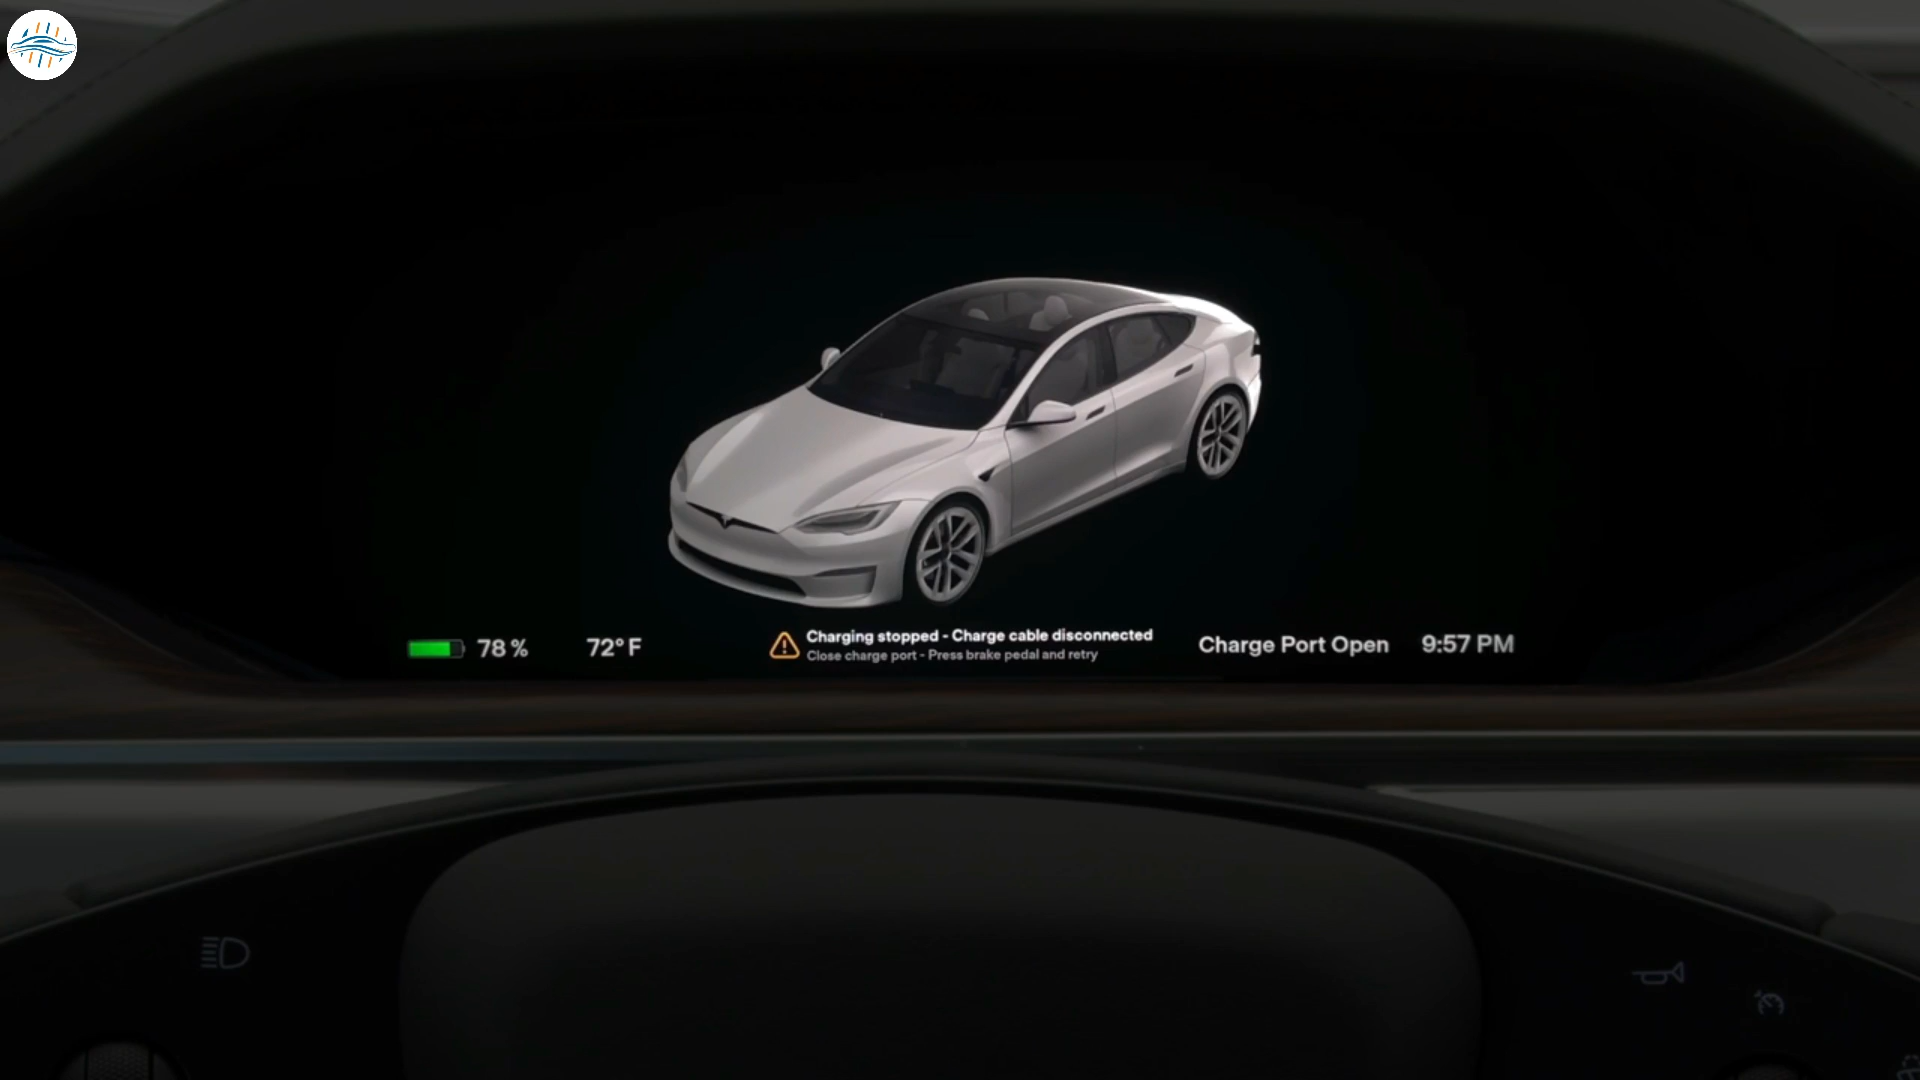 78 %
72° F
Charging stopped - Charge cable disconnected
Close charge port - Press brake pedal and retry
Charge Port Open
9:57 PM